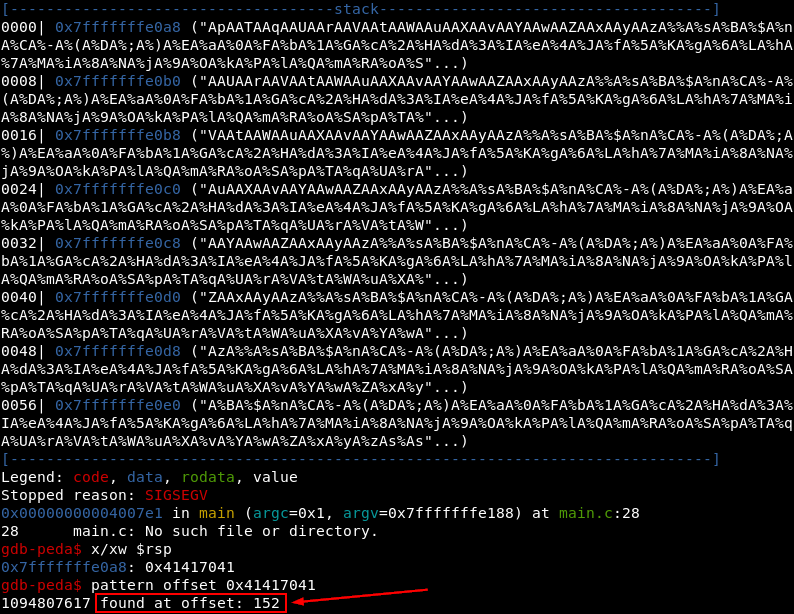 [------------------------------------stack-------------------------------------]
0000| 0x7fffffffe0a8 ("ApAATAAqAAUAArAAVAAtAAWAAuAAXAAvAAYAAwAAZAAxAAyAAzA%%A%sA%BA%$A%n
A%CA%-A%(A%DA%;A%)A%EA%aA%0A%FA%bA%1A%GA%cA%2A%HA%dA%3A%IA%eA%4A%JA%fA%5A%KA%gA%6A%LA%hA
%7A%MA%iA%8A%NA%jA%9A%OA%kA%PA%lA%QA%mA%RA%oA%S"...)
0008| 0x7fffffffe0b0 ("AAUAArAAVAAtAAWAAuAAXAAvAAYAAwAAZAAxAAyAAzA%%A%sA%BA%$A%nA%CA%-A%
(A%DA%;A%)A%EA%aA%0A%FA%bA%1A%GA%cA%2A%HA%dA%3A%IA%eA%4A%JA%fA%5A%KA%gA%6A%LA%hA%7A%MA%i
A%8A%NA%jA%9A%OA%kA%PA%lA%QA%mA%RA%oA%SA%pA%TA%"...)
0016| 0x7fffffffe0b8 ("VAAtAAWAAuAAXAAvAAYAAwAAZAAxAAyAAzA%%A%sA%BA%$A%nA%CA%-A%(A%DA%;A
%)A%EA%aA%0A%FA%bA%1A%GA%cA%2A%HA%dA%3A%IA%eA%4A%JA%fA%5A%KA%gA%6A%LA%hA%7A%MA%iA%8A%NA%
jA%9A%OA%kA%PA%lA%QA%mA%RA%oA%SA%pA%TA%qA%UA%rA"...)
0024| 0x7fffffffe0c0 ("AuAAXAAvAAYAAwAAZAAxAAyAAzA%%A%sA%BA%$A%nA%CA%-A%(A%DA%;A%)A%EA%a
A%0A%FA%bA%1A%GA%cA%2A%HA%dA%3A%IA%eA%4A%JA%fA%5A%KA%gA%6A%LA%hA%7A%MA%iA%8A%NA%jA%9A%OA
%kA%PA%lA%QA%mA%RA%oA%SA%pA%TA%qA%UA%rA%VA%tA%W"...)
0032| 0x7fffffffe0c8 ("AAYAAwAAZAAxAAyAAzA%%A%sA%BA%$A%nA%CA%-A%(A%DA%;A%)A%EA%aA%0A%FA%
bA%1A%GA%cA%2A%HA%dA%3A%IA%eA%4A%JA%fA%5A%KA%gA%6A%LA%hA%7A%MA%iA%8A%NA%jA%9A%OA%kA%PA%l
A%QA%mA%RA%oA%SA%pA%TA%qA%UA%rA%VA%tA%WA%uA%XA%"...)
0040| 0x7fffffffe0d0 ("ZAAxAAyAAzA%%A%sA%BA%$A%nA%CA%-A%(A%DA%;A%)A%EA%aA%0A%FA%bA%1A%GA
%cA%2A%HA%dA%3A%IA%eA%4A%JA%fA%5A%KA%gA%6A%LA%hA%7A%MA%iA%8A%NA%jA%9A%OA%kA%PA%lA%QA%mA%
RA%oA%SA%pA%TA%qA%UA%rA%VA%tA%WA%uA%XA%vA%YA%wA"...)
0048| 0x7fffffffe0d8 ("AzA%%A%sA%BA%$A%nA%CA%-A%(A%DA%;A%)A%EA%aA%0A%FA%bA%1A%GA%cA%2A%H
A%dA%3A%IA%eA%4A%JA%fA%5A%KA%gA%6A%LA%hA%7A%MA%iA%8A%NA%jA%9A%OA%kA%PA%lA%QA%mA%RA%oA%SA
%pA%TA%qA%UA%rA%VA%tA%WA%uA%XA%vA%YA%wA%ZA%xA%y"...)
0056| 0x7fffffffe0e0 ("A%BA%$A%nA%CA%-A%(A%DA%;A%)A%EA%aA%0A%FA%bA%1A%GA%cA%2A%HA%dA%3A%
IA%eA%4A%JA%fA%5A%KA%gA%6A%LA%hA%7A%MA%iA%8A%NA%jA%9A%OA%kA%PA%lA%QA%mA%RA%oA%SA%pA%TA%q
A%UA%rA%VA%tA%WA%uA%XA%vA%YA%wA%ZA%xA%yA%zAs%As"...)
[------------------------------------------------------------------------------]
Legend: code, data, rodata, value
Stopped reason: SIGSEGV
0x00000000004007e1 in main (argc=0x1, argv=0x7fffffffe188) at main.c:28
28      main.c: No such file or directory.
gdb-peda$ x/xw $rsp
0x7fffffffe0a8: 0x41417041
gdb-peda$ pattern offset 0x41417041
1094807617 found at offset: 152